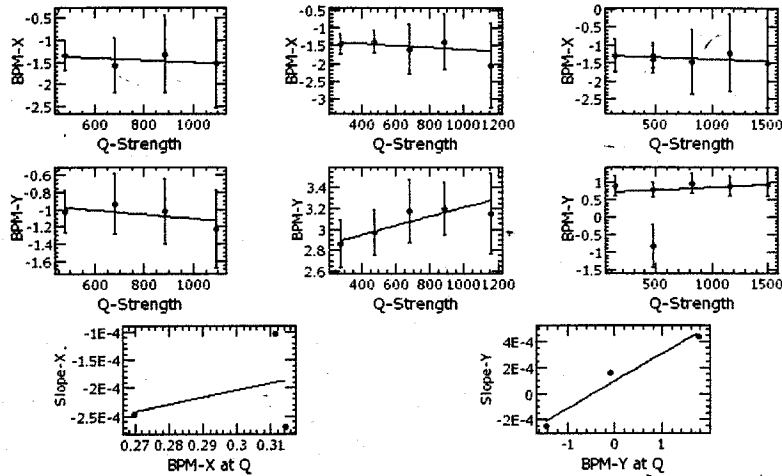 -0.5
-1
-1.5
-2
-2.5
BPM-X
600 800 1000
Q-Strength
-0.5
-1
-1.5
-2
-2.5
-3
-3.5
BPM-X
200 400 600 800 1000 1200
Q-Strength
0
-0.5
-1
-1.5
-2
-2.5
BPM-X
500 1000 1500
Q-Strength
-0.6
-0.8
-1
-1.2
-1.4
-1.6
BPM-Y
600 800 1000
Q-Strength
3.4
3.2
3
2.8
2.6
BPM-Y
200 400 600 800 1000 1200
Q-Strength
1
0.5
0
-0.5
-1
-1.5
BPM-Y
500 1000 1500
Q-Strength
-1E-4
-1.5E-4
-2E-4
-2.5E-4
Slope-X
0.27 0.28 0.29 0.3 0.31
BPM-X at Q
4E-4
2E-4
0
-2E-4
Slope-Y
-1 0 1
BPM-Y at Q